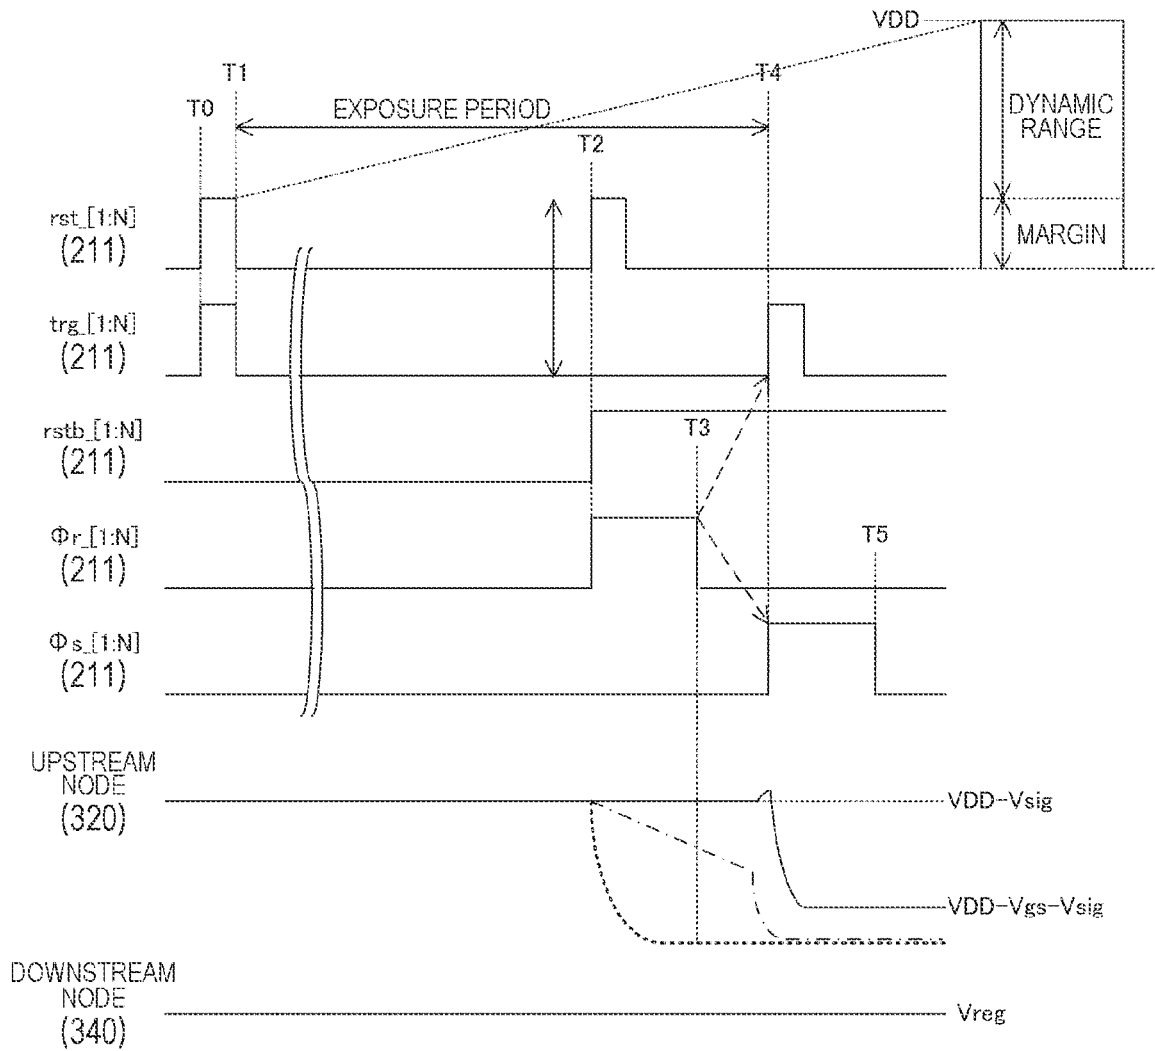 VDD
T1
T4
T0
EXPOSURE PERIOD
DYNAMIC
RANGE
T2
rst_[1:N]
(211)
MARGIN
trg_[1:N]
(211)
rstb_[1:N]
(211)
T3
Φr_[1:N]
(211)
T5
Φs_[1:N]
(211)
UPSTREAM
NODE
(320)
VDD-Vsig
VDD-Vgs-Vsig
DOWNSTREAM
NODE
(340)
Vreg